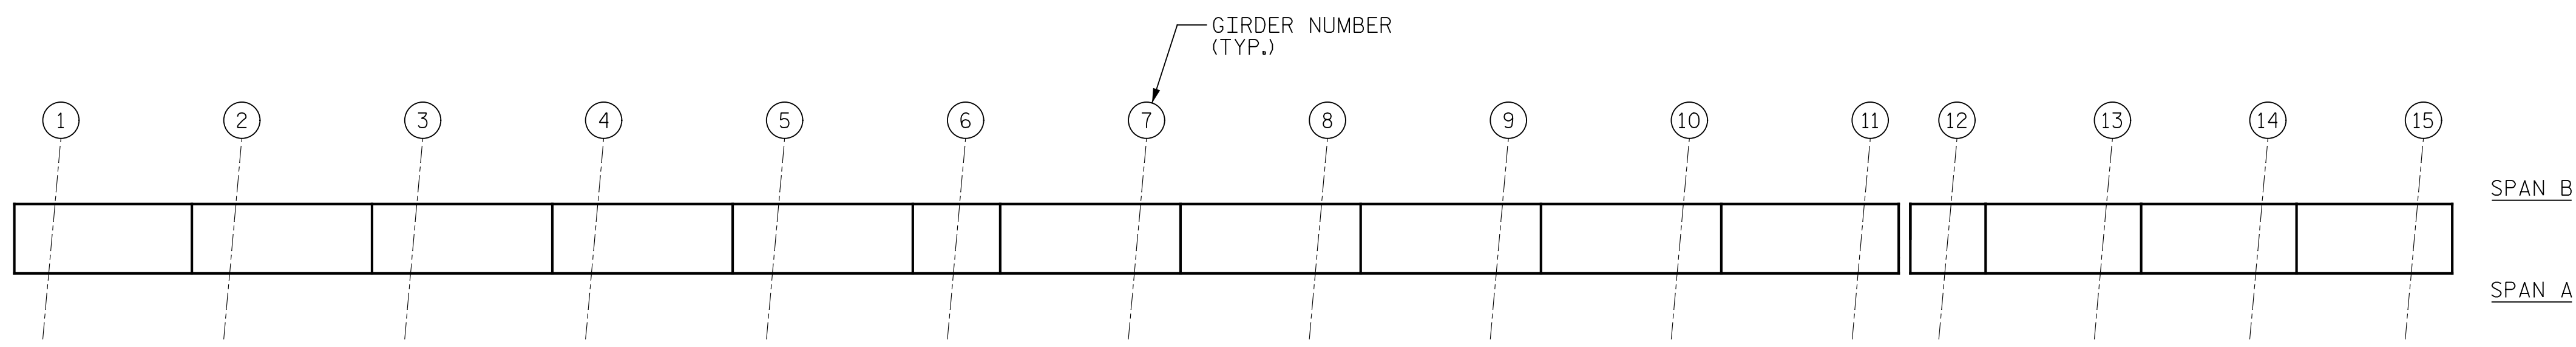 GIRDER NUMBER
(TYP.)
1 2 3 4 5 6 7 8 9 10 11 12 13 14 15
SPAN B
SPAN A